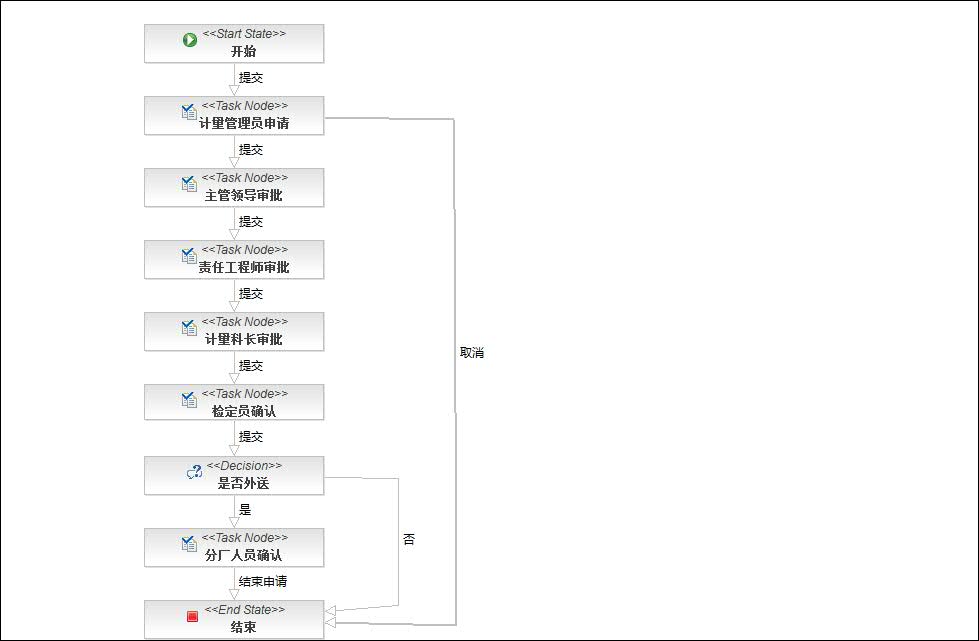 <<Start State>>
开始
提交
<<Task Node>>
计量管理员申请
提交
<<Task Node>>
主管领导审批
提交
<<Task Node>>
责任工程师审批
提交
<<Task Node>>
计量科长审批
取消
提交
<<Task Node>>
检定员确认
提交
<<Decision>>
是否外送
是
<<Task Node>>
否
分厂人员确认
结束申请
<<End State>>
结束